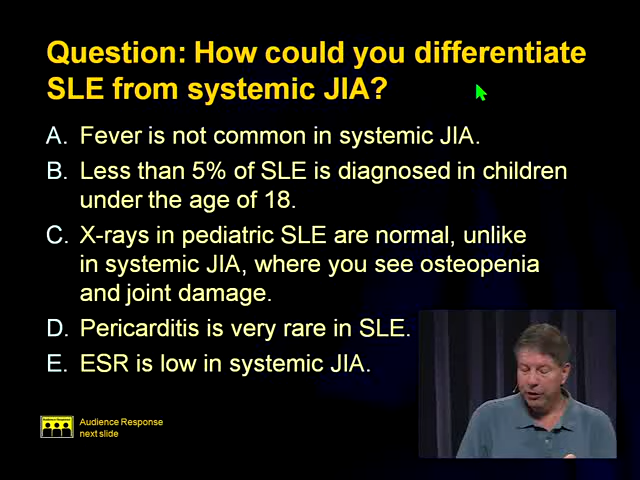 Question: How could you differentiate
SLE from systemic JIA?
A. Fever is not common in systemic JIA.
B. Less than 5% of SLE is diagnosed in children
under the age of 18.
C. X-rays in pediatric SLE are normal, unlike
in systemic JIA, where you see osteopenia
and joint damage.
D. Pericarditis is very rare in SLE.
E. ESR is low in systemic JIA.
Audience Response
Audience Response
next slide